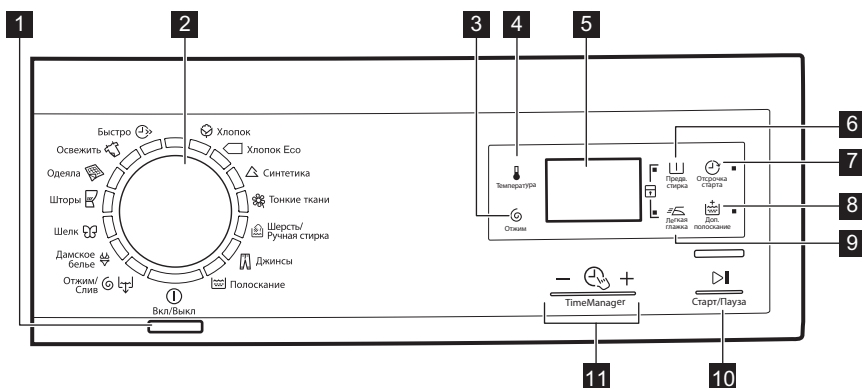 1
2
3
4
5
6
7
8
9
10
11
Быстро
Освежить
Одеяла
Шторы
Шелк
Дамское
белье
Отжим/
Слив
Хлопок
Хлопок Eco
Синтетика
Тонкие ткани
Шерсть/
Ручная стирка
Джинсы
Полоскание
Вкл/Выкл
Температура
Отжим
Предв.
стирка
Отсрочка
старта
Легкая
глажка
Доп.
полоскание
− +
TimeManager
Старт/Пауза